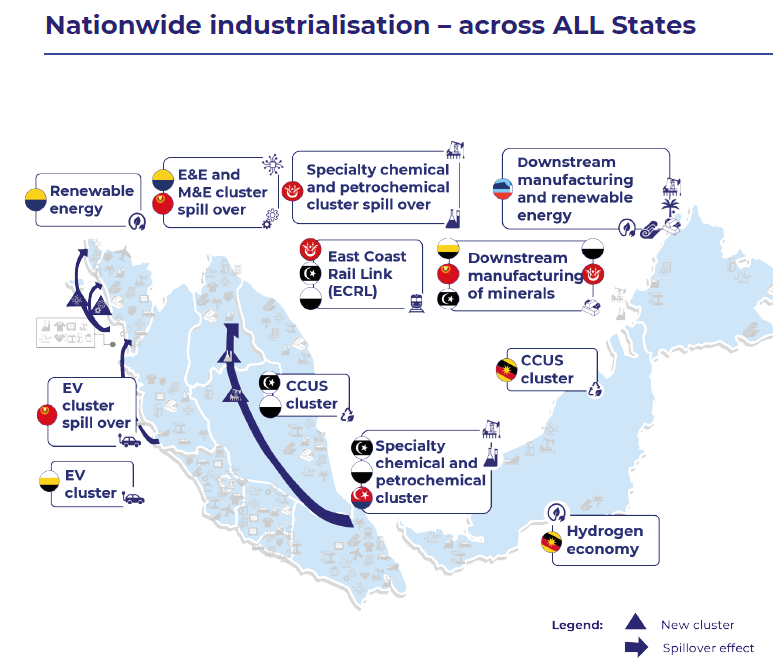 Nationwide industrialisation – across ALL States
Renewable
energy
E&E and
M&E cluster
spill over
Specialty chemical
and petrochemical
cluster spill over
Downstream
manufacturing
and renewable
energy
East Coast
Rail Link
(ECRL)
Downstream
manufacturing
of minerals
EV
cluster
spill over
CCUS
cluster
CCUS
cluster
EV
cluster
Specialty
chemical and
petrochemical
cluster
Hydrogen
economy
Legend:
New cluster
Spillover effect